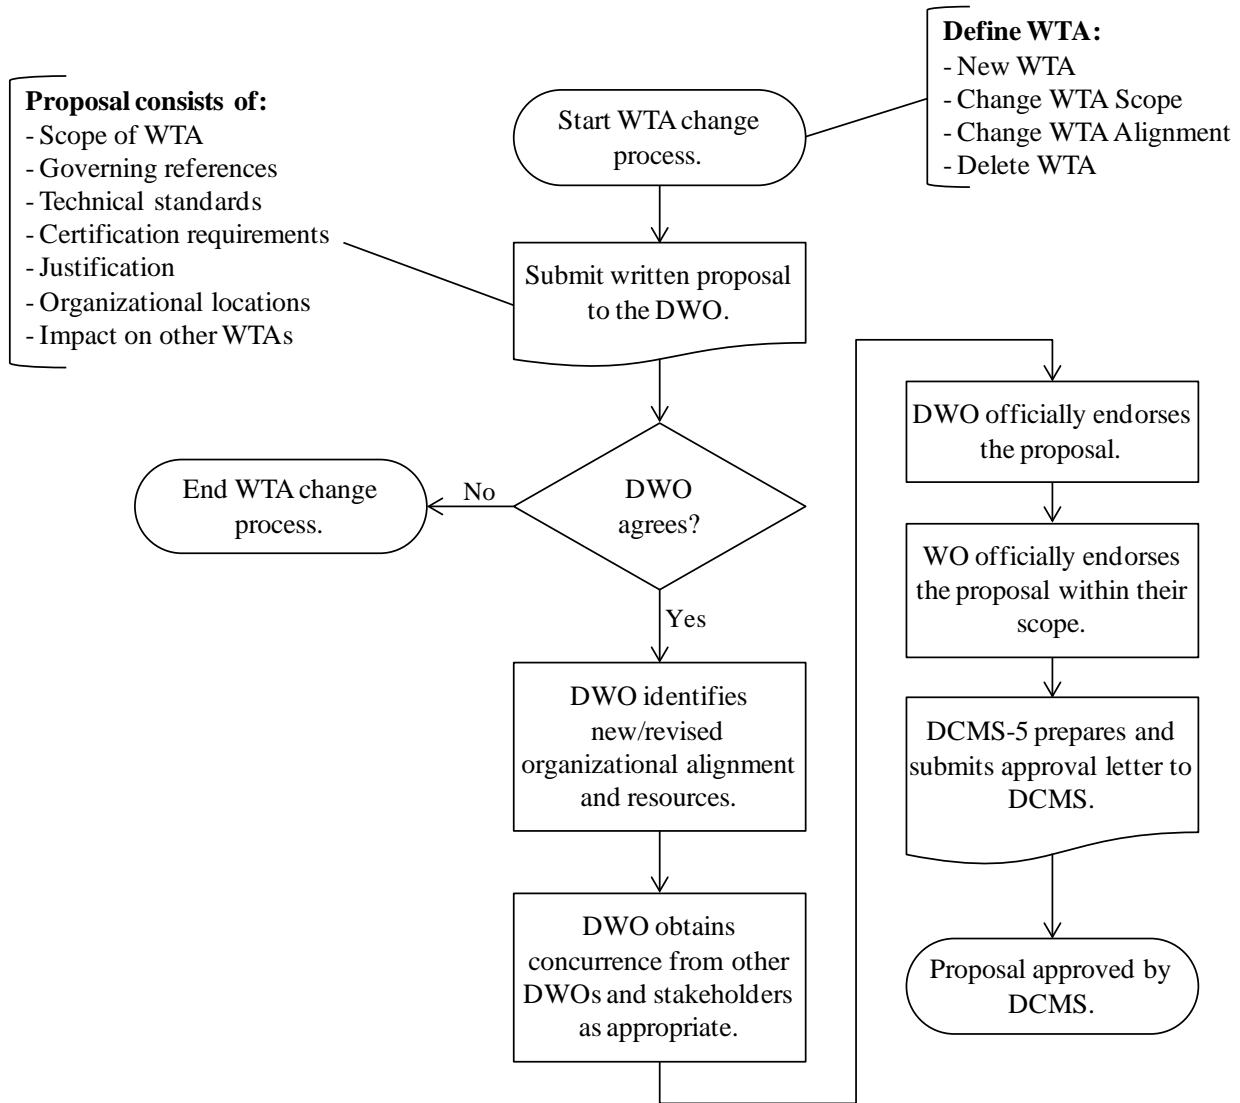 Define WTA:
- New WTA
- Change WTA Scope
- Change WTA Alignment
- Delete WTA
Proposal consists of:
- Scope of WTA
- Governing references
- Technical standards
- Certification requirements
- Justification
- Organizational locations
- Impact on other WTAs
Start WTA change
process.
Submit written proposal
to the DWO.
DWO
agrees?
No
End WTA change
process.
Yes
DWO identifies
new/revised
organizational alignment
and resources.
DWO obtains
concurrence from other
DWOs and stakeholders
as appropriate.
DWO officially endorses
the proposal.
WO officially endorses
the proposal within their
scope.
DCMS-5 prepares and
submits approval letter to
DCMS.
Proposal approved by
DCMS.